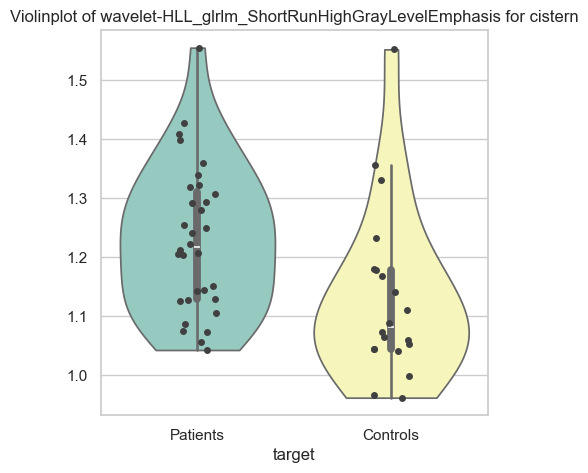 Violinplot of wavelet-HLL_glrlm_ShortRunHighGrayLevelEmphasis for cistern
1.5
1.4
1.3
1.2
1.1
1.0
Patients
Controls
target